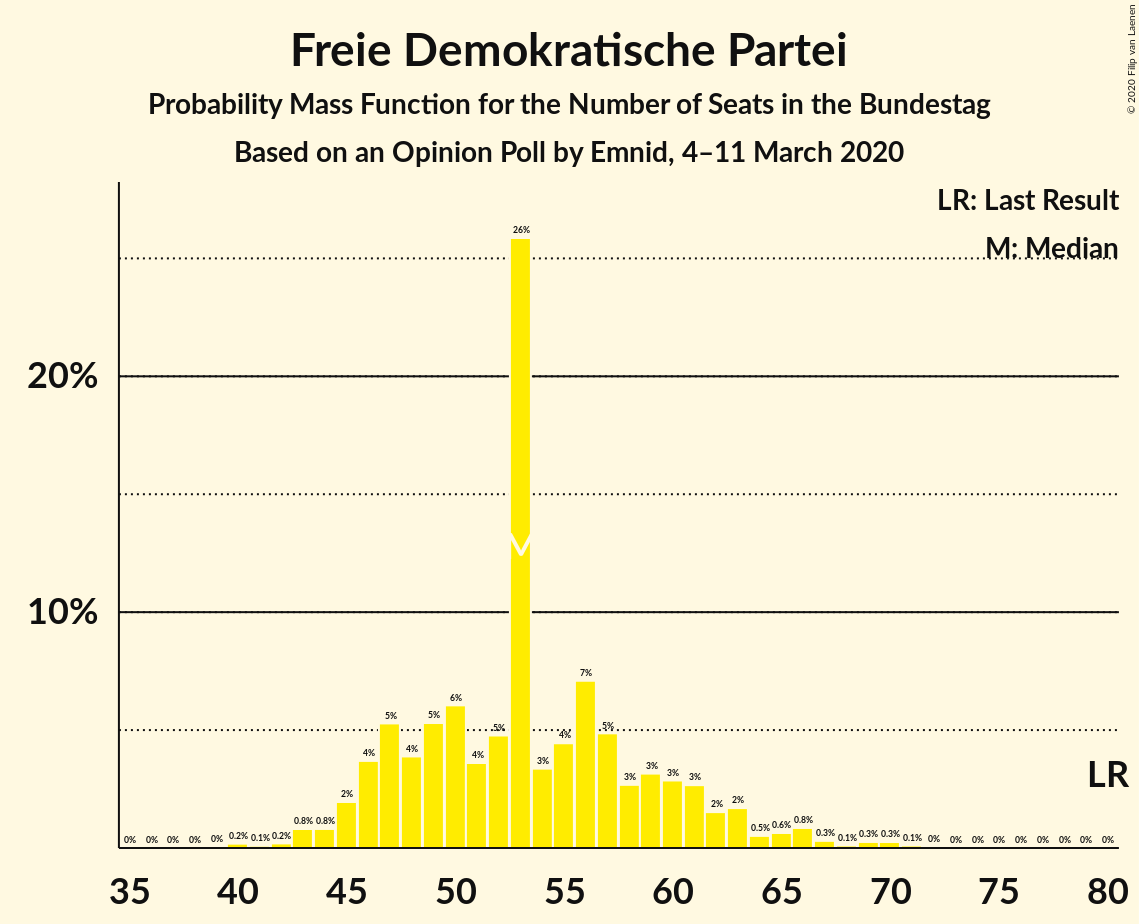 Freie Demokratische Partei
Probability Mass Function for the Number of Seats in the Bundestag
Based on an Opinion Poll by Emnid, 4–11 March 2020
© 2020 Filip van Laenen
LR: Last Result
M: Median
20%
10%
0% 0% 0% 0% 0% 0.2% 0.1% 0.2% 0.8% 0.8% 2% 4% 5% 4% 5% 6% 4% 5% 26% 3% 4% 7% 5% 3% 3% 3% 3% 2% 2% 0.5% 0.6% 0.8% 0.3% 0.1% 0.3% 0.3% 0.1% 0% 0% 0% 0% 0% 0% 0% 0% 0%
LR
35 40 45 50 55 60 65 70 75 80